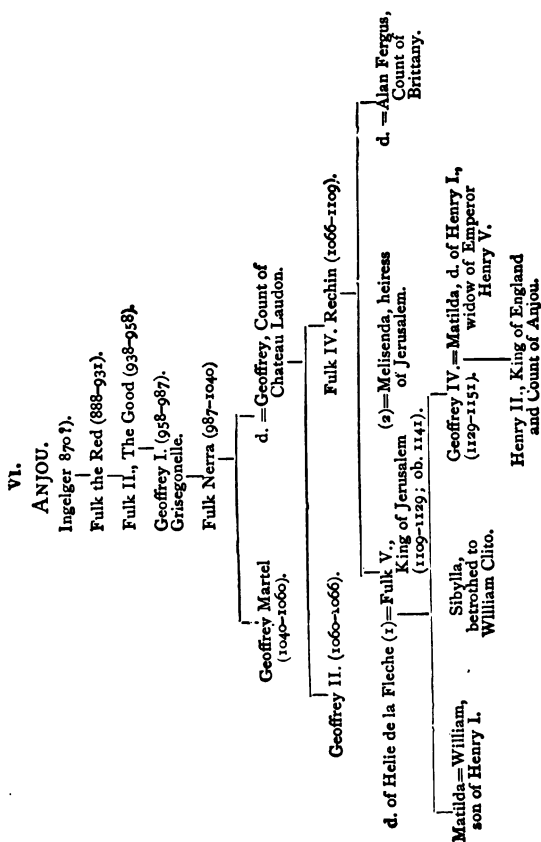 VI.
ANJOU.
Ingelger 870?).
Fulk the Red (888-931).
Fulk II., The Good (938-958).
Geoffrey I. (958-987).
Grisegonelle.
Fulk Nerra (987-1040)
Geoffrey Martel
(1040-1060).
d. =Geoffrey, Count of
Chateau Laudon.
Geoffrey II. (1060-1066).
Fulk IV. Rechin (1066-1109).
d. of Helie de la Fleche (1)=Fulk V.,
King of Jerusalem
(1109-1129; ob. 1141).
(2)=Melisenda, heiress
of Jerusalem.
d. =Alan Fergus,
Count of
Brittany.
Matilda=William,
son of Henry I.
Sibylla,
betrothed to
William Clito.
Geoffrey IV.=Matilda, d. of Henry I.,
(1129-1151). widow of Emperor
Henry V.
Henry II., King of England
and Count of Anjou.